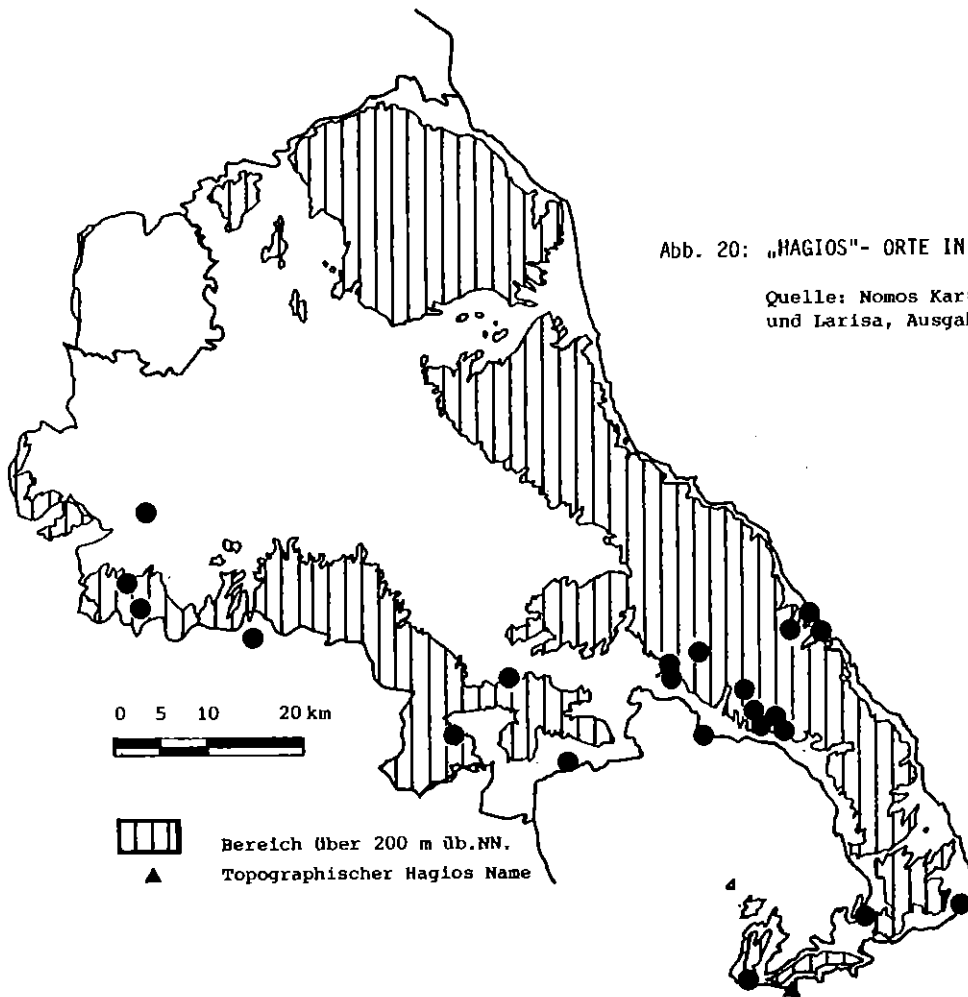 Abb. 20: „HAGIOS"- ORTE IN
Quelle: Nomos Kar
und Larisa, Ausgal
0 5 10 20 km
Bereich über 200 m üb.NN.
Topographischer Hagios Name